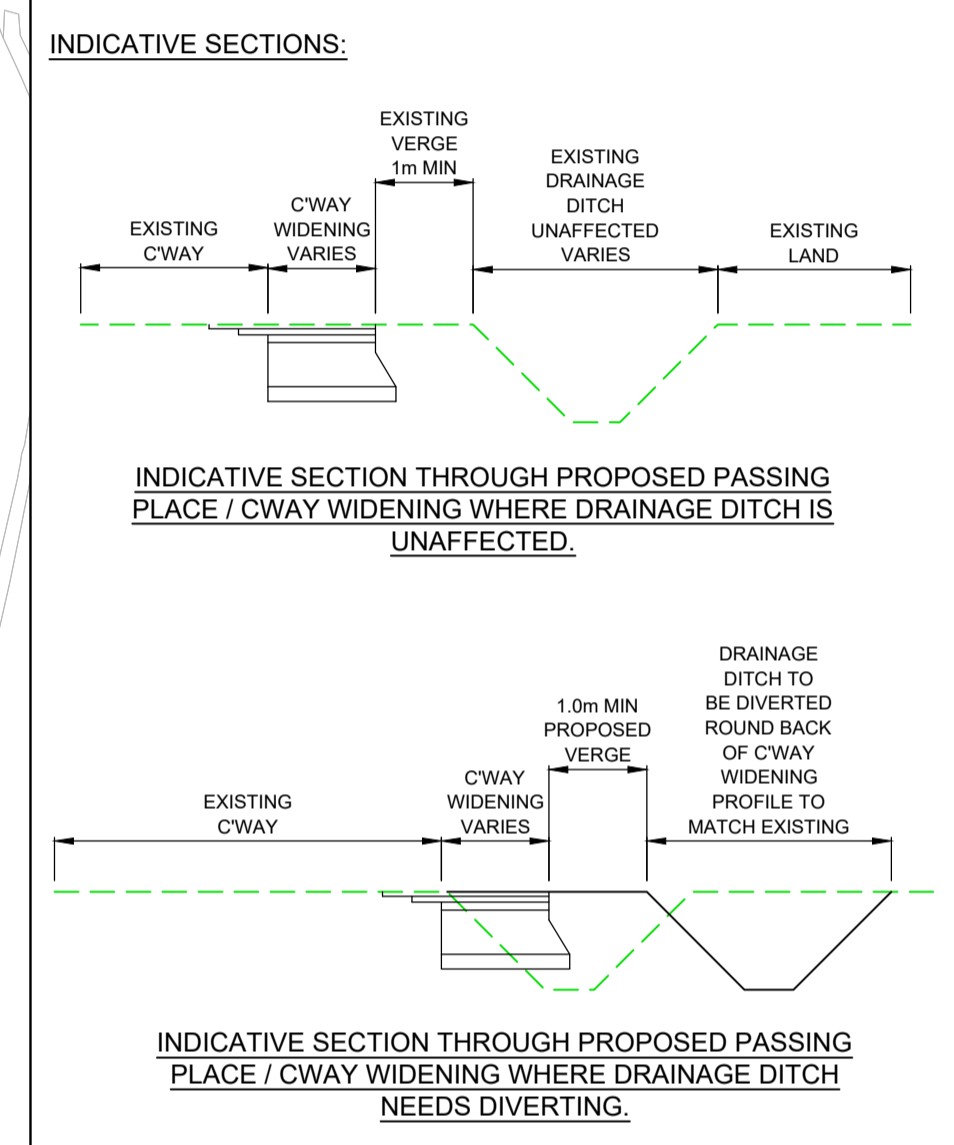 INDICATIVE SECTIONS:
EXISTING
C'WAY
C'WAY
WIDENING
VARIES
EXISTING
VERGE
1m MIN
EXISTING
DRAINAGE
DITCH
UNAFFECTED
VARIES
EXISTING
LAND
INDICATIVE SECTION THROUGH PROPOSED PASSING
PLACE / CWAY WIDENING WHERE DRAINAGE DITCH IS
UNAFFECTED.
EXISTING
C'WAY
C'WAY
WIDENING
VARIES
1.0m MIN
PROPOSED
VERGE
DRAINAGE
DITCH TO
BE DIVERTED
ROUND BACK
OF C'WAY
WIDENING
PROFILE TO
MATCH EXISTING
INDICATIVE SECTION THROUGH PROPOSED PASSING
PLACE / CWAY WIDENING WHERE DRAINAGE DITCH
NEEDS DIVERTING.